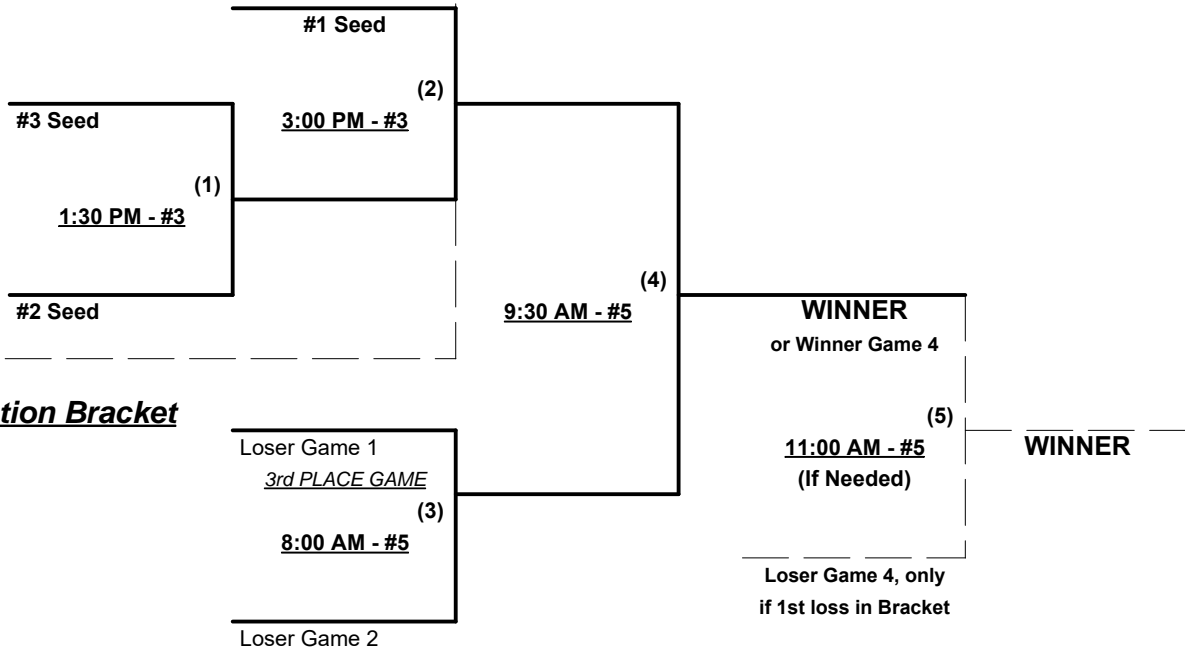 #1 Seed
(2)
#3 Seed
3:00 PM - #3
(1)
1:30 PM - #3
(4)
#2 Seed
9:30 AM - #5
WINNER
or Winner Game 4
tion Bracket
(5)
Loser Game 1
11:00 AM - #5
WINNER
3rd PLACE GAME
(If Needed)
(3)
8:00 AM - #5
Loser Game 4, only
if 1st loss in Bracket
Loser Game 2